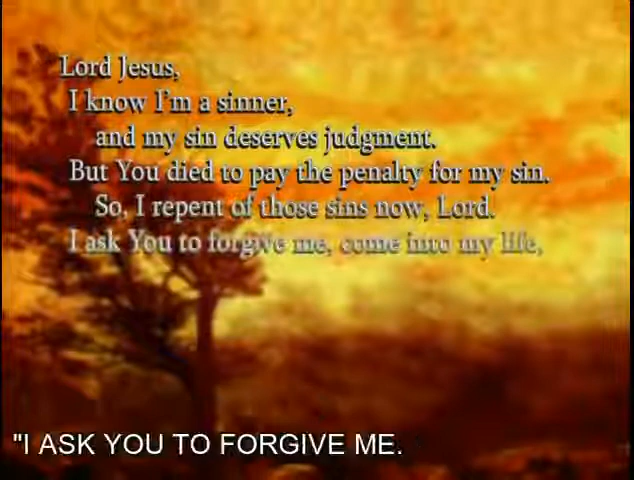 Lord Jesus,
I know I'm a sinner,
and my sin deserves judgment.
But You died to pay the penalty for my sin.
So, I repent of those sins now, Lord.
I ask You to forgive me, come into my life,
"I ASK YOU TO FORGIVE ME.